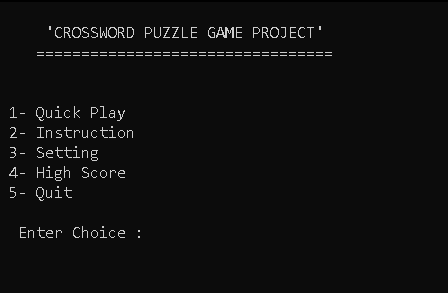 'CROSSWORD PUZZLE GAME PROJECT'
=================================
1- Quick Play
2- Instruction
3- Setting
4- High Score
5- Quit
Enter Choice :